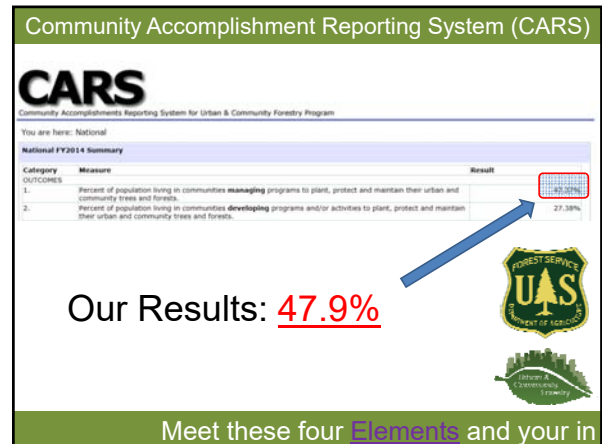 Community Accomplishment Reporting System (CARS)
CARS
Community Accomplishments Reporting System for Urban & Community Forestry Program
You are here: National
National FY2014 Summary
Category Measure Result
OUTCOMES
1. Percent of population living in communities managing programs to plant, protect and maintain their urban and
community trees and forests.
2. Percent of population living in communities developing programs and/or activities to plant, protect and maintain 27.38%
their urban and community trees and forests.
FOREST SERVICE
UAS
DEPARTMENT OF AGRICULTURE
Our Results: 47.9%
Urban &
Community
Forestry
Meet these four Elements and your in